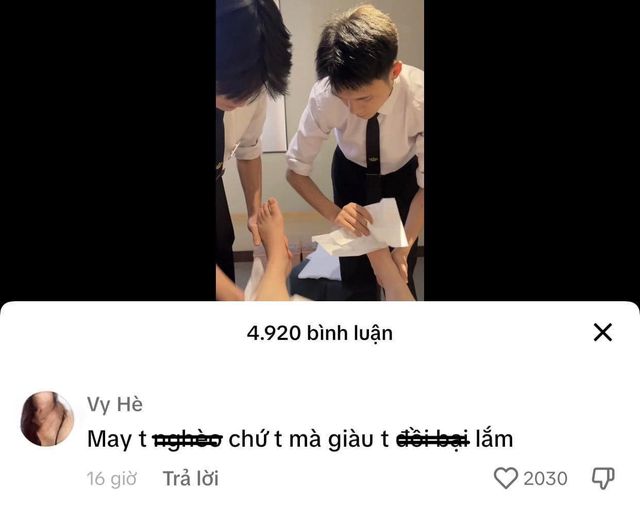 4.920 bình luận
Vy Hè
May t nghèo chứ t mà giàu t đồi bại lắm
16 giờ Trả lời 2030